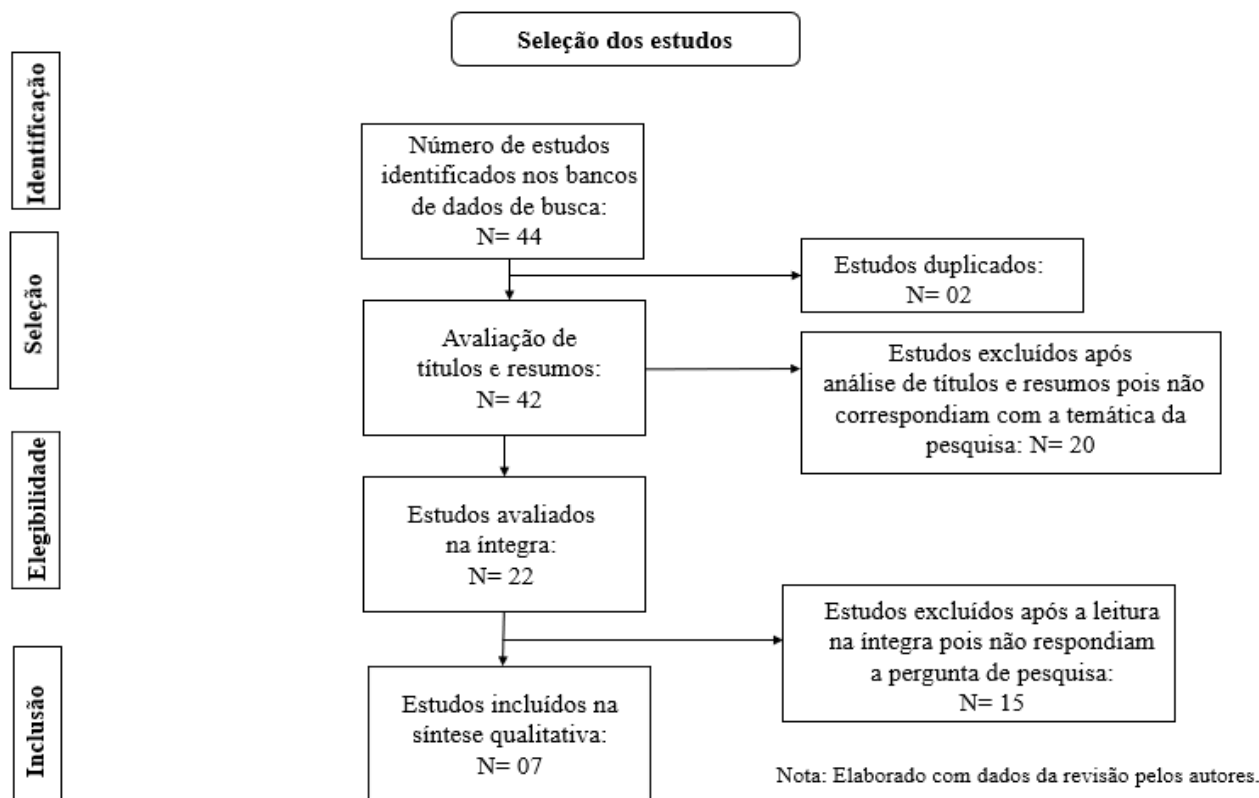 Seleção dos estudos
Identificação
Número de estudos
identificados nos bancos
de dados de busca:
N= 44
Seleção
Estudos duplicados:
N= 02
Avaliação de
títulos e resumos:
N= 42
Estudos excluídos após
análise de títulos e resumos pois não
correspondiam com a temática da
pesquisa: N= 20
Elegibilidade
Estudos avaliados
na íntegra:
N= 22
Estudos excluídos após a leitura
na íntegra pois não respondiam
a pergunta de pesquisa:
N= 15
Inclusão
Estudos incluídos na
síntese qualitativa:
N= 07
Nota: Elaborado com dados da revisão pelos autores.